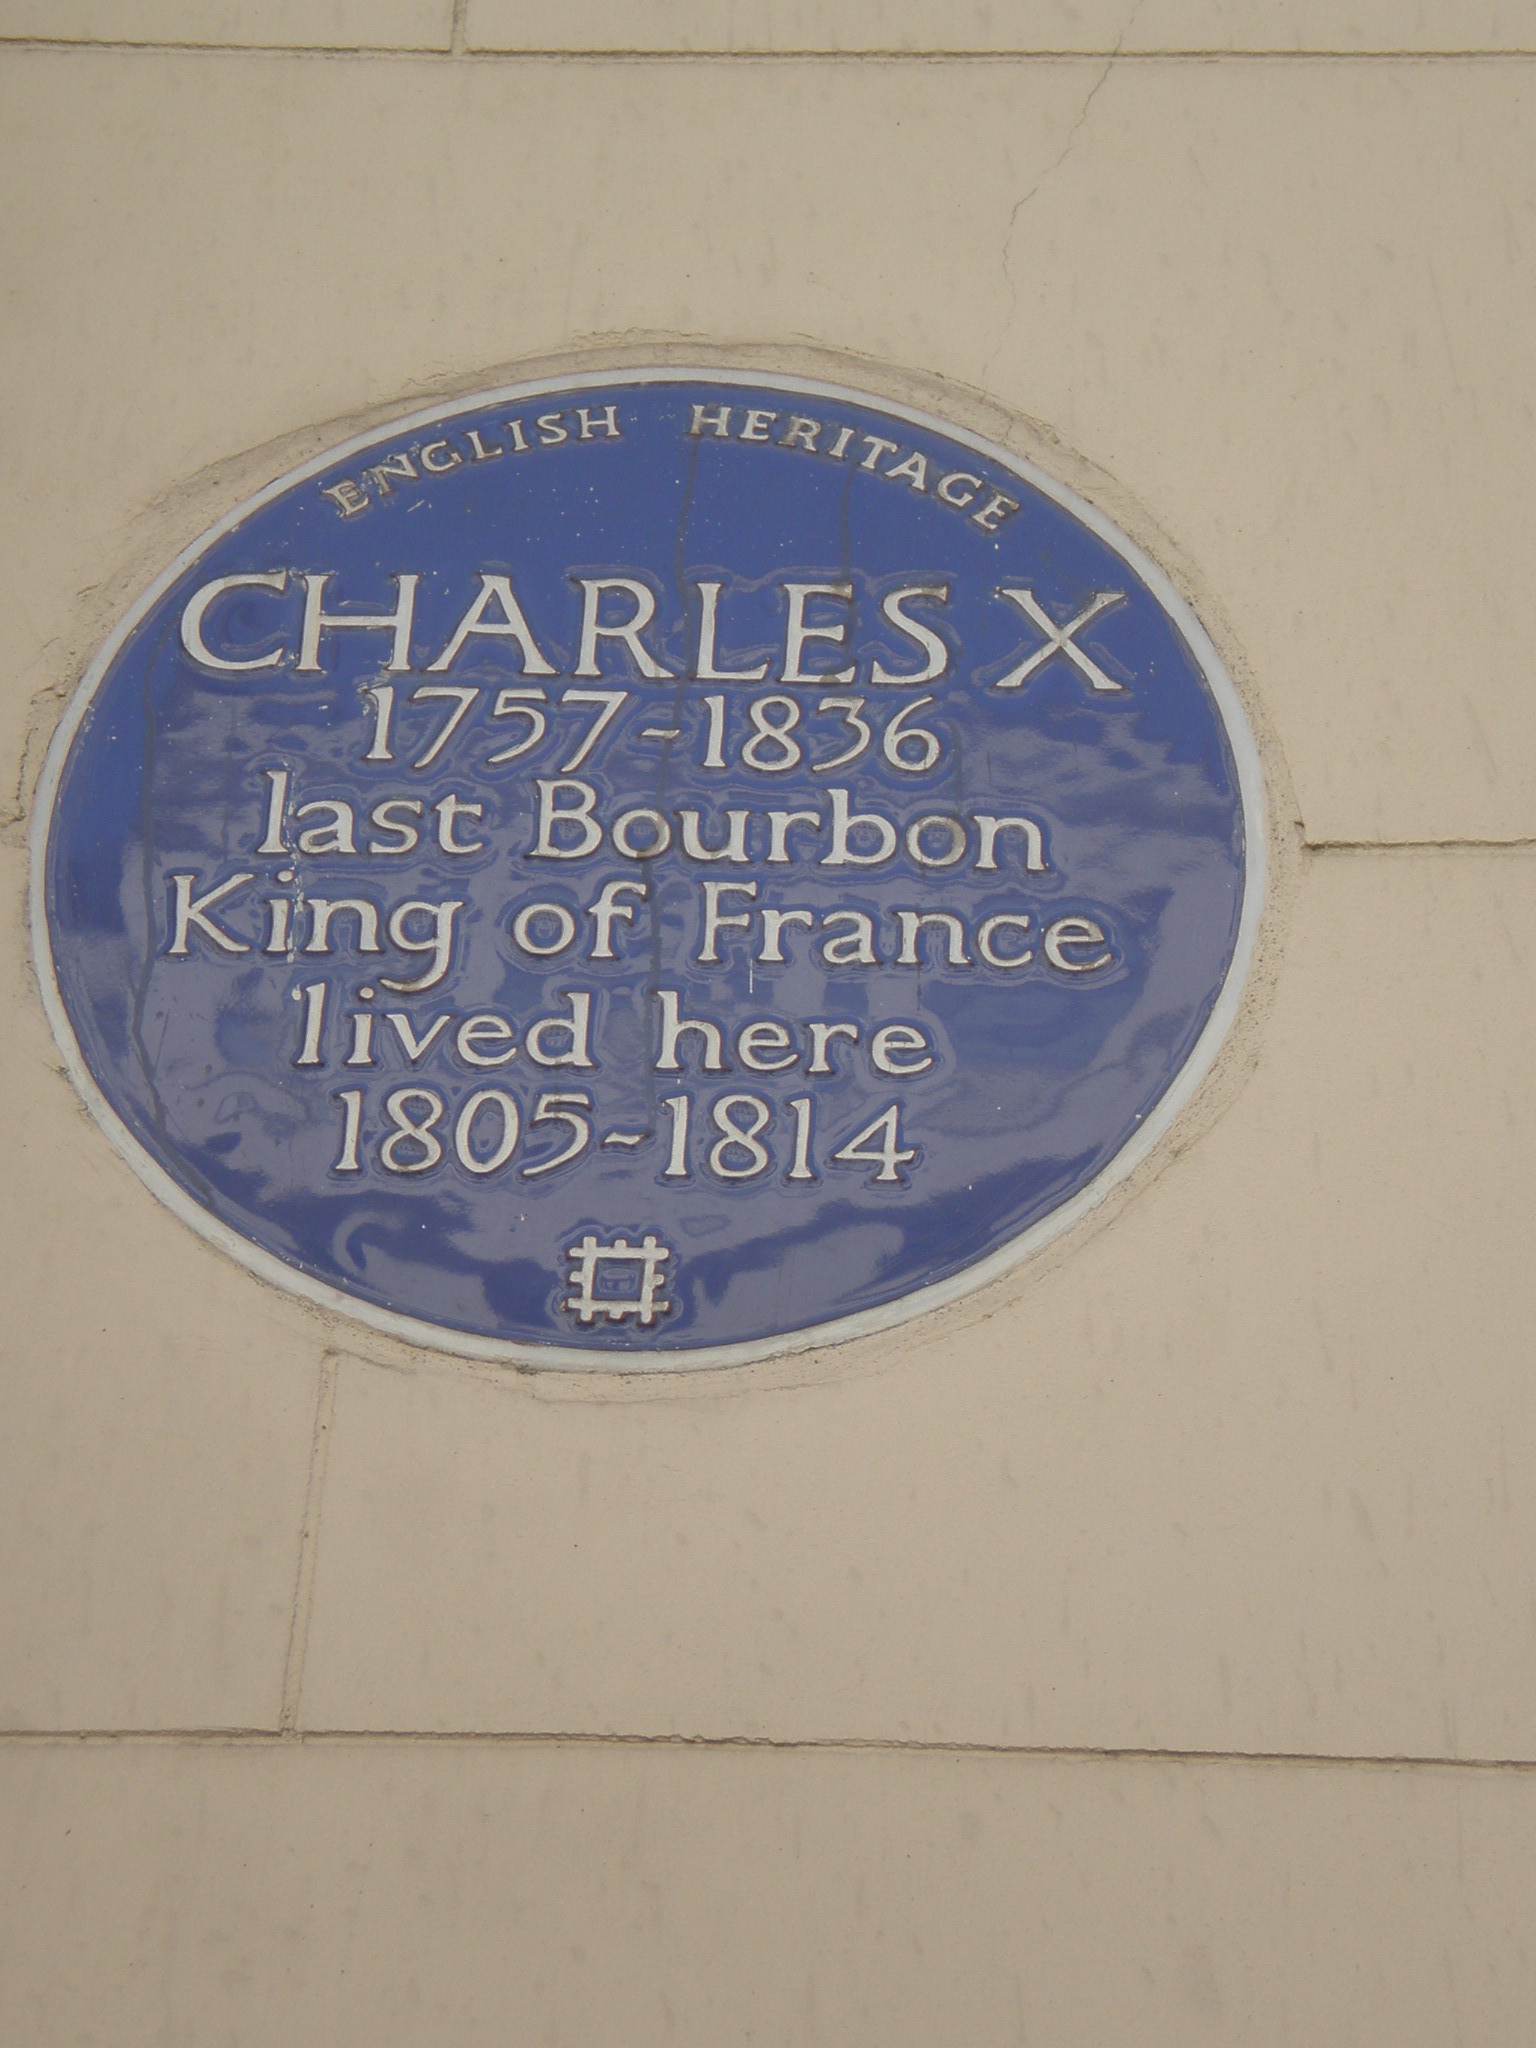 ENGLISH HERITAGE
CHARLES X
1757-1836
last Bourbon
King of France
lived here
1805-1814